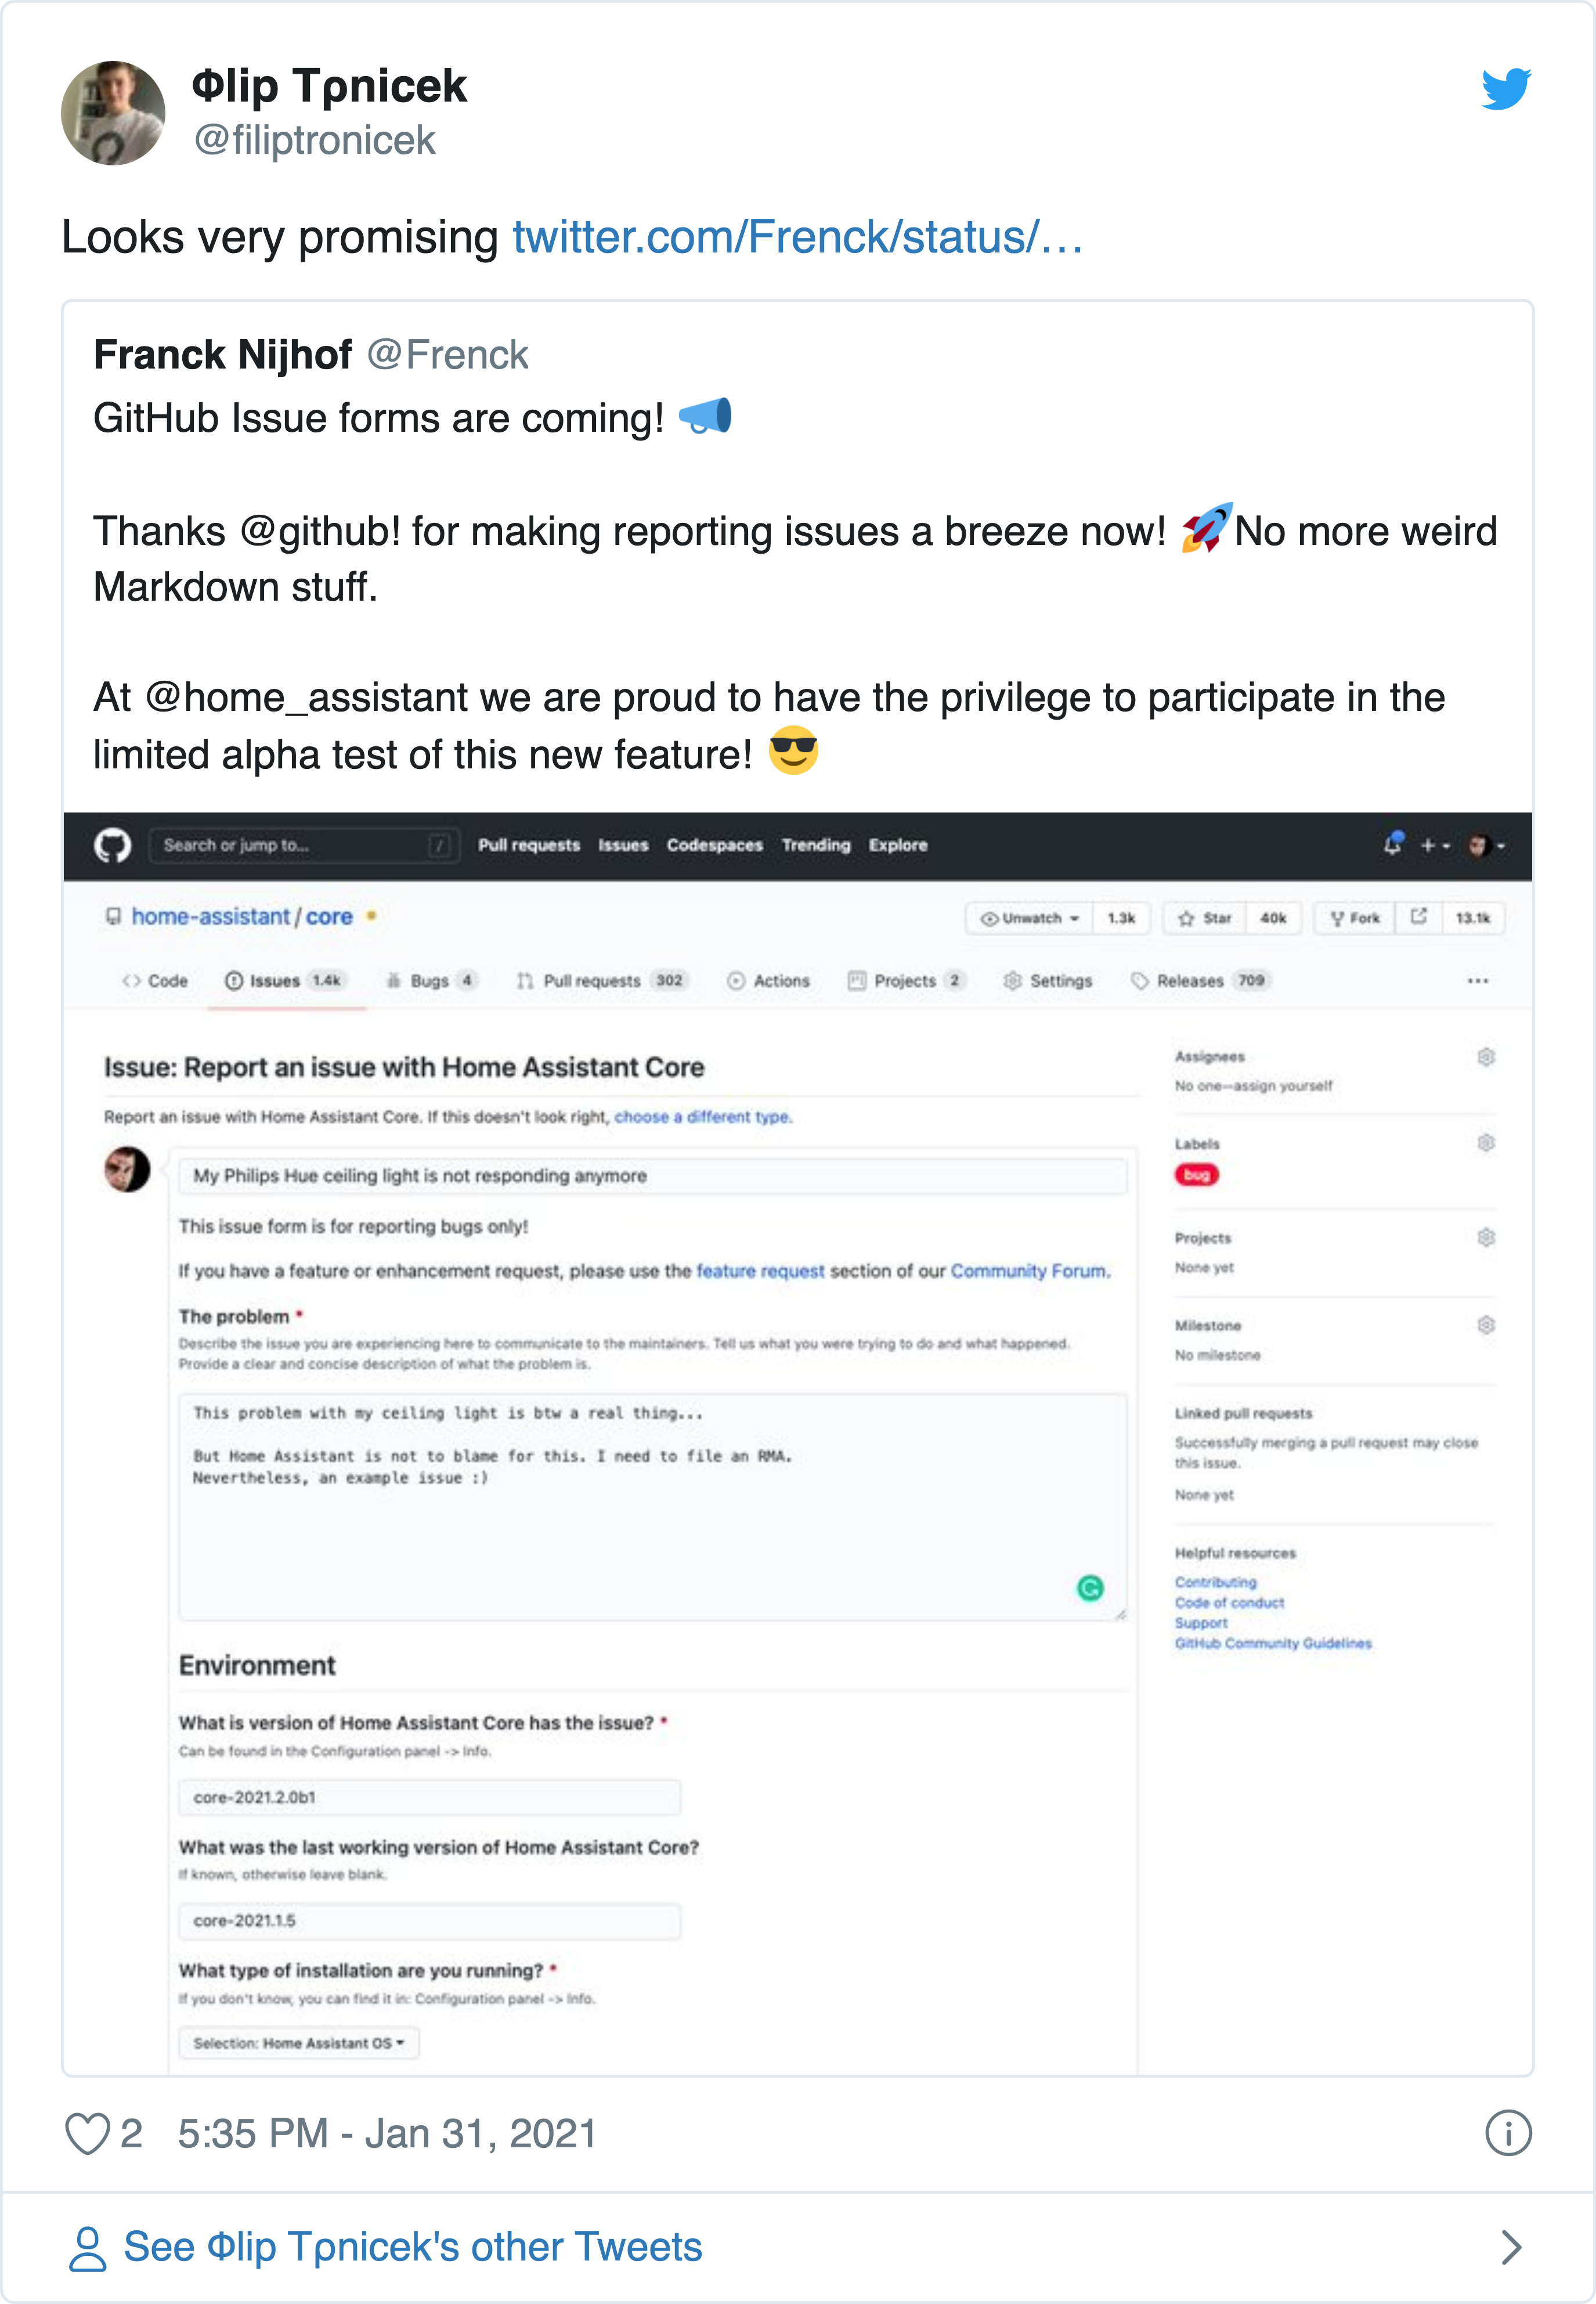 Φlip Tρnicek
@filiptronicek
Looks very promising twitter.com/Frenck/status/…
Franck Nijhof @Frenck
GitHub Issue forms are coming! 📣
Thanks @github! for making reporting issues a breeze now! 🚀No more weird
Markdown stuff.
At @home_assistant we are proud to have the privilege to participate in the
limited alpha test of this new feature! 😎
Search or jump to... / Pull requests Issues Codespaces Trending Explore
home-assistant / core Unwatch 1.3k Star 40k Fork 13.1k
Code Issues 1.4k Bugs 4 Pull requests 302 Actions Projects 2 Settings Releases 709 ...
Issue: Report an issue with Home Assistant Core
Report an issue with Home Assistant Core. If this doesn't look right, choose a different type.
My Philips Hue ceiling light is not responding anymore
This issue form is for reporting bugs only!
If you have a feature or enhancement request, please use the feature request section of our Community Forum.
The problem *
Describe the issue you are experiencing here to communicate to the maintainers. Tell us what you were trying to do and what happened.
Provide a clear and concise description of what the problem is.
This problem with my ceiling light is btw a real thing...
But Home Assistant is not to blame for this. I need to file an RMA.
Nevertheless, an example issue :)
Environment
What is version of Home Assistant Core has the issue? *
Can be found in the Configuration panel -> Info.
core-2021.2.0b1
What was the last working version of Home Assistant Core?
If known, otherwise leave blank.
core-2021.1.5
What type of installation are you running? *
If you don't know, you can find it in: Configuration panel -> Info.
Selection: Home Assistant OS
Assignees
No one—assign yourself
Labels
bug
Projects
None yet
Milestone
No milestone
Linked pull requests
Successfully merging a pull request may close
this issue.
None yet
Helpful resources
Contributing
Code of conduct
Support
GitHub Community Guidelines
2 5:35 PM - Jan 31, 2021
See Φlip Tρnicek's other Tweets